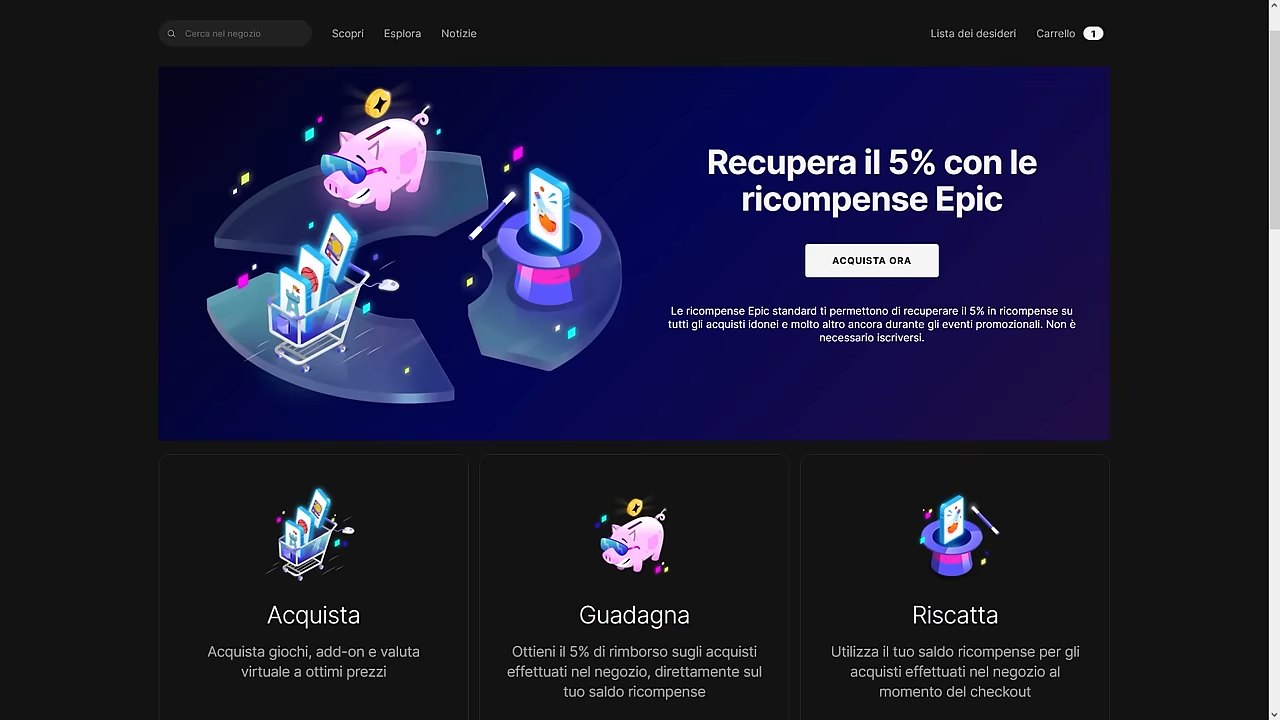 Cerca nel negozio
Scopri
Esplora
Notizie
Lista dei desideri
Carrello
1
Recupera il 5% con le
ricompense Epic
ACQUISTA ORA
Le ricompense Epic standard ti permettono di recuperare il 5% in ricompense su
tutti gli acquisti idonei e molto altro ancora durante gli eventi promozionali. Non è
necessario iscriversi.
Acquista
Acquista giochi, add-on e valuta
virtuale a ottimi prezzi
Guadagna
Ottieni il 5% di rimborso sugli acquisti
effettuati nel negozio, direttamente sul
tuo saldo ricompense
Riscatta
Utilizza il tuo saldo ricompense per gli
acquisti effettuati nel negozio al
momento del checkout